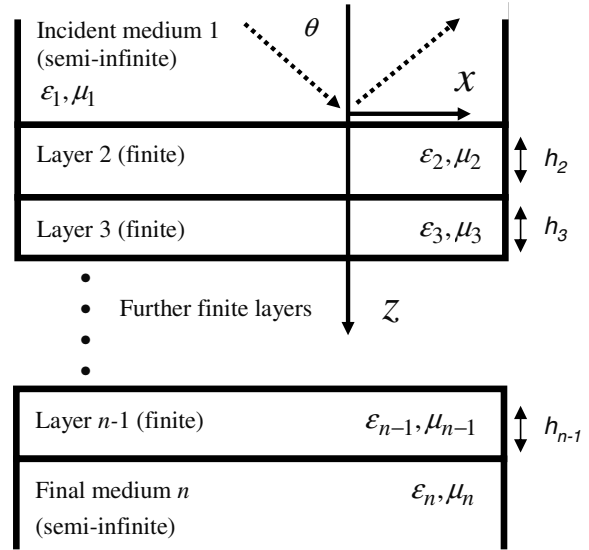 Incident medium 1
(semi-infinite)
ε₁, μ₁
θ
x
Layer 2 (finite)
ε₂, μ₂
h₂
Layer 3 (finite)
ε₃, μ₃
h₃
Further finite layers
z
Layer n-1 (finite)
εₙ₋₁, μₙ₋₁
hₙ₋₁
Final medium n
(semi-infinite)
εₙ, μₙ